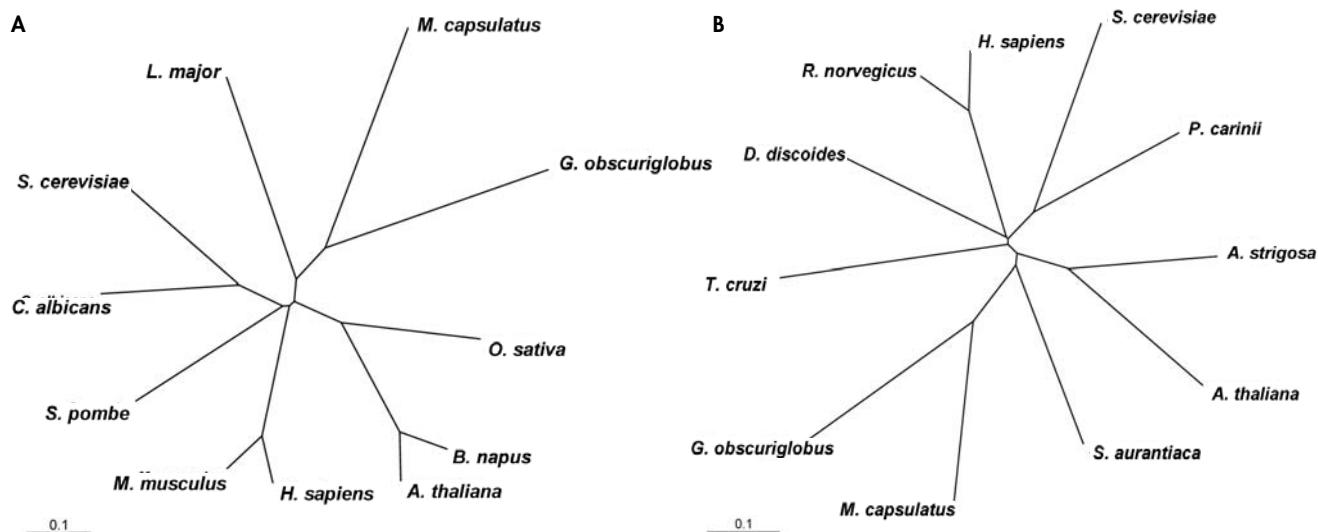 A
M. capsulatus
L. major
G. obscuriglobus
S. cerevisiae
C. albicans
O. sativa
S. pombe
B. napus
M. musculus
H. sapiens
A. thaliana
0.1
B
S. cerevisiae
H. sapiens
R. norvegicus
P. carinii
D. discoides
A. strigosa
T. cruzi
A. thaliana
G. obscuriglobus
S. aurantiaca
M. capsulatus
0.1